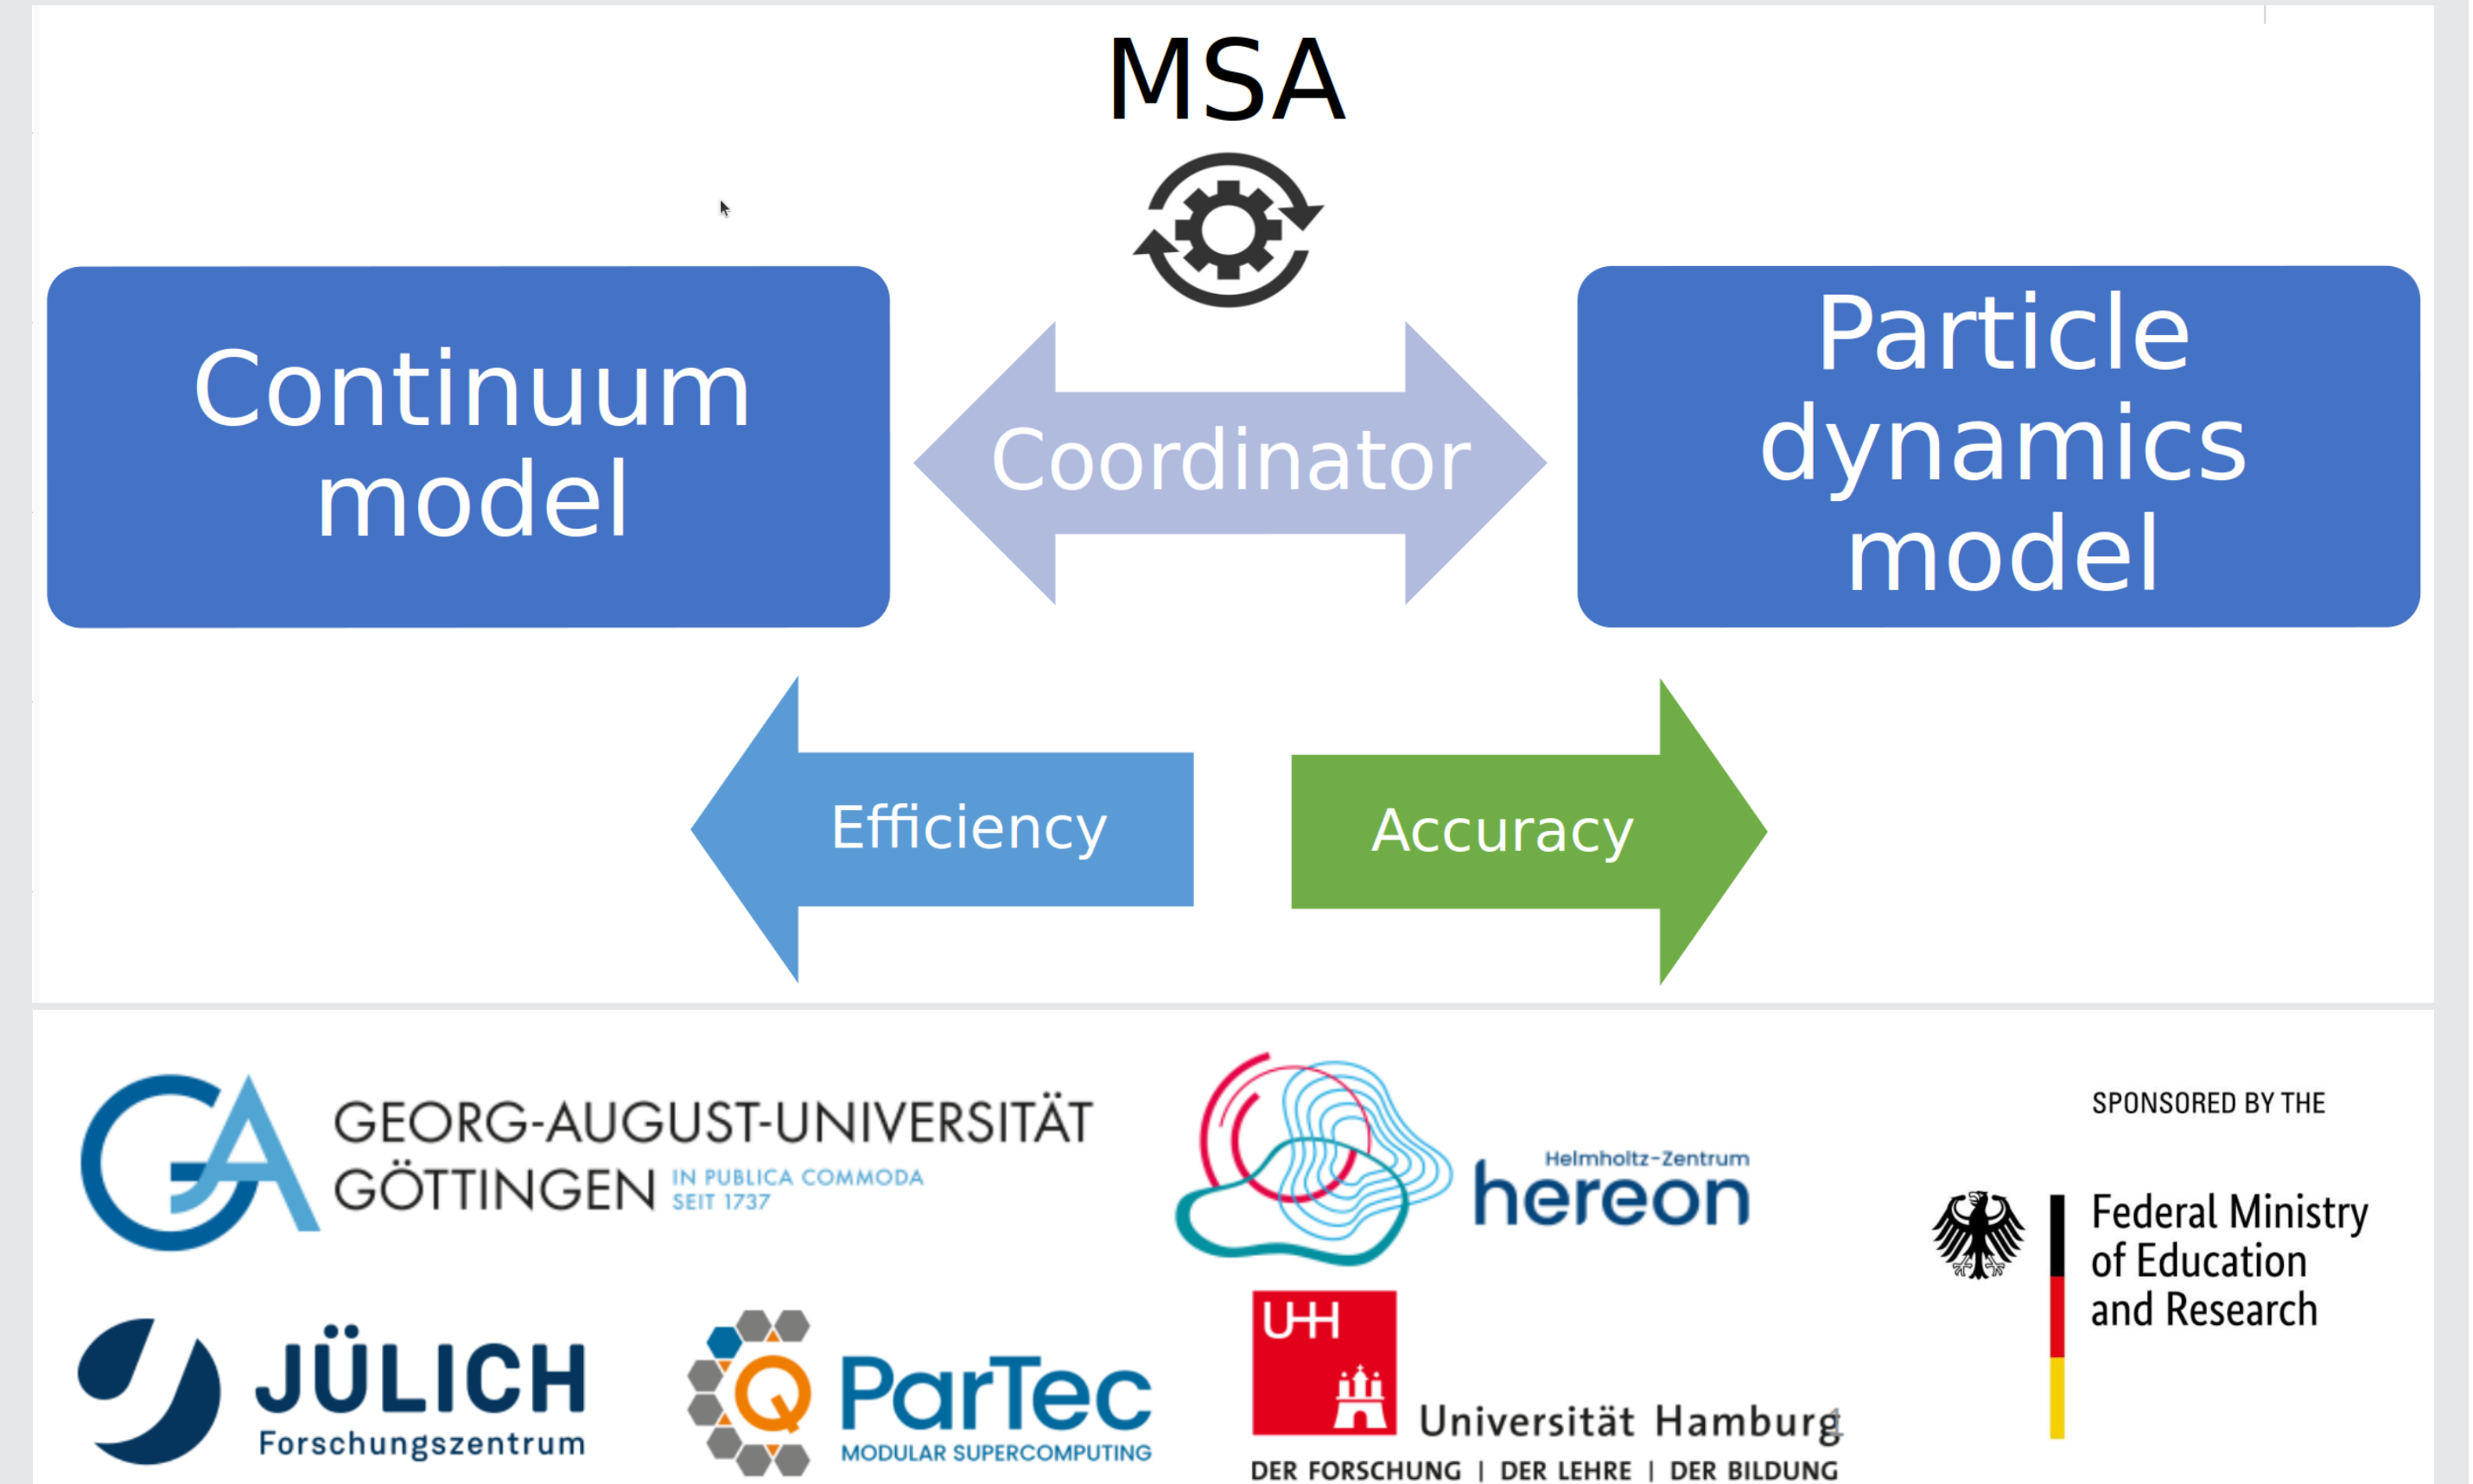 MSA
Continuum
model
Coordinator
Particle
dynamics
model
Efficiency
Accuracy
GEORG-AUGUST-UNIVERSITÄT
GÖTTINGEN IN PUBLICA COMMODA
SEIT 1737
Helmholtz-Zentrum
hereon
SPONSORED BY THE
Federal Ministry
of Education
and Research
JÜLICH
Forschungszentrum
ParTec
MODULAR SUPERCOMPUTING
UHH
Universität Hamburg
DER FORSCHUNG | DER LEHRE | DER BILDUNG
1